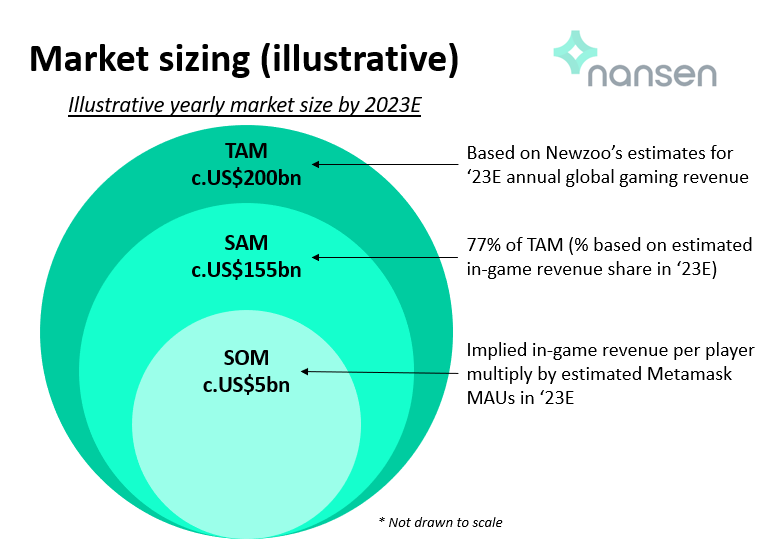 Market sizing (illustrative)
nansen
Illustrative yearly market size by 2023E
TAM
c.US$200bn
Based on Newzoo’s estimates for
‘23E annual global gaming revenue
SAM
c.US$155bn
77% of TAM (% based on estimated
in-game revenue share in ‘23E)
SOM
c.US$5bn
Implied in-game revenue per player
multiply by estimated Metamask
MAUs in ‘23E
* Not drawn to scale